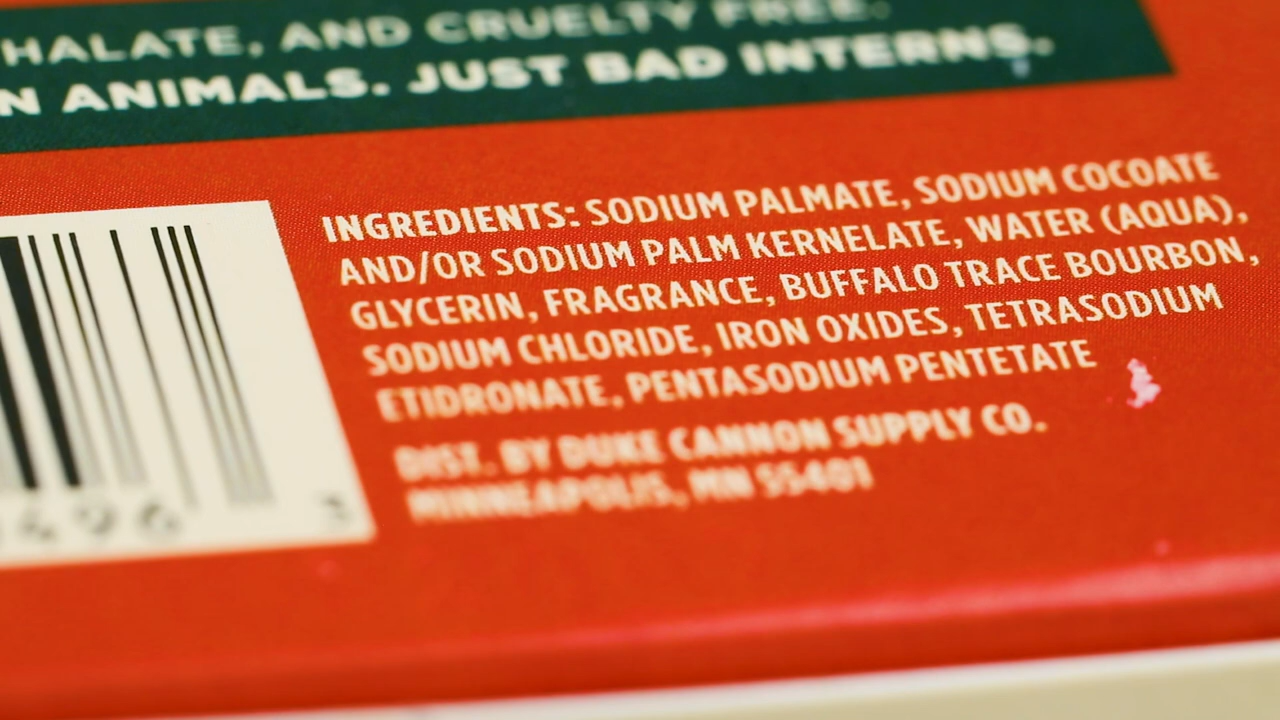 HALATE, AND CRUELTY FREE.
N ANIMALS. JUST BAD INTERNS.
INGREDIENTS: SODIUM PALMATE, SODIUM COCOATE
AND/OR SODIUM PALM KERNELATE, WATER (AQUA),
GLYCERIN, FRAGRANCE, BUFFALO TRACE BOURBON,
SODIUM CHLORIDE, IRON OXIDES, TETRASODIUM
ETIDRONATE, PENTASODIUM PENTETATE
DIST. BY DUKE CANNON SUPPLY CO.
MINNEAPOLIS, MN 55401
496 3